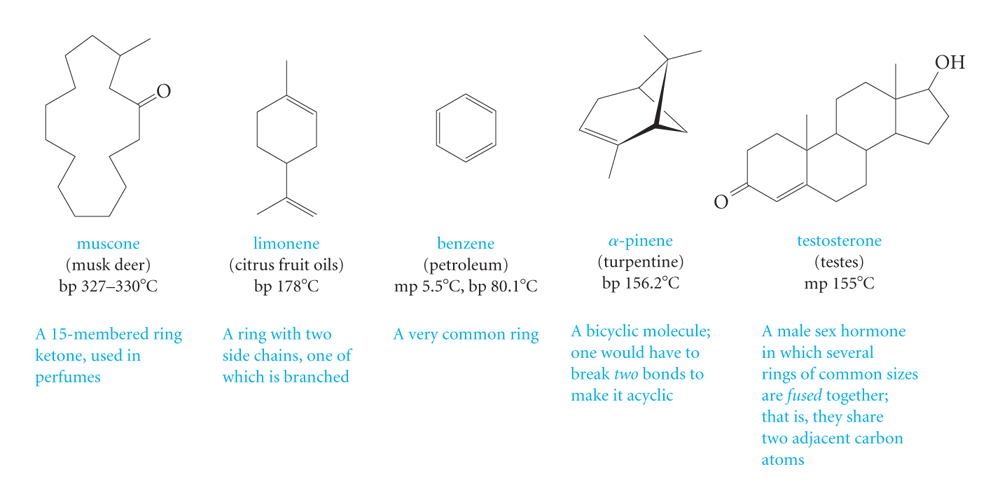 O
OH
O
muscone
(musk deer)
bp 327–330°C
A 15-membered ring
ketone, used in
perfumes
limonene
(citrus fruit oils)
bp 178°C
A ring with two
side chains, one of
which is branched
benzene
(petroleum)
mp 5.5°C, bp 80.1°C
A very common ring
α-pinene
(turpentine)
bp 156.2°C
A bicyclic molecule;
one would have to
break two bonds to
make it acyclic
testosterone
(testes)
mp 155°C
A male sex hormone
in which several
rings of common sizes
are fused together;
that is, they share
two adjacent carbon
atoms